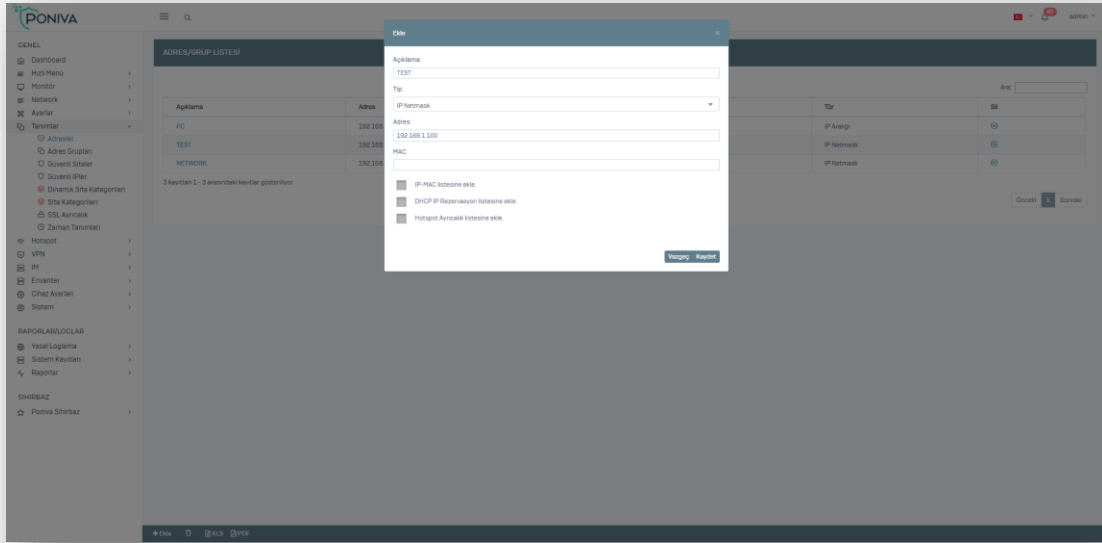 PONIVA
40
admin
GENEL
Dashboard
Hızlı Menü
Monitör
Network
Ayarlar
Tanımlar
Adresler
Adres Grupları
Güvenli Siteler
Güvenli IPler
Dinamik Site Kategorileri
Site Kategorileri
SSL Ayrıcalık
Zaman Tanımları
Hotspot
VPN
IM
Envanter
Cihaz Ayarları
Sistem
RAPORLAR/LOGLAR
Yasal Loglama
Sistem Kayıtları
Raporlar
SİHİRBAZ
Poniva Sihirbaz
ADRES/GRUP LİSTESİ
Ara:
Açıklama Adres Tür Sil
PC 192.168 IP Aralığı
TEST 192.168 IP Netmask
NETWORK 192.168 IP Netmask
3 kayıttan 1 - 3 arasındaki kayıtlar gösteriliyor
Önceki 1 Sonraki
Ekle
Açıklama:
TEST
Tip:
IP Netmask
Adres:
192.168.1.100
MAC:
IP-MAC listesine ekle.
DHCP IP Rezervasyon listesine ekle.
Hotspot Ayrıcalık listesine ekle.
Vazgeç Kaydet
+Ekle XLS PDF